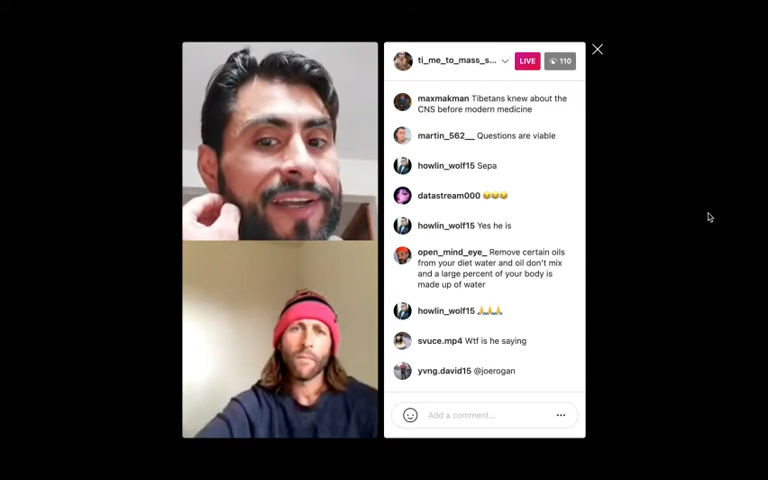 ti_me_to_mass_s...
LIVE
110
maxmakman Tibetans knew about the
CNS before modern medicine
martin_562__ Questions are viable
howlin_wolf15 Sepa
datastream000 😂😂😂
howlin_wolf15 Yes he is
open_mind_eye_ Remove certain oils
from your diet water and oil don't mix
and a large percent of your body is
made up of water
howlin_wolf15 🙏🙏🙏
svuce.mp4 Wtf is he saying
yvng.david15 @joerogan
Add a comment...